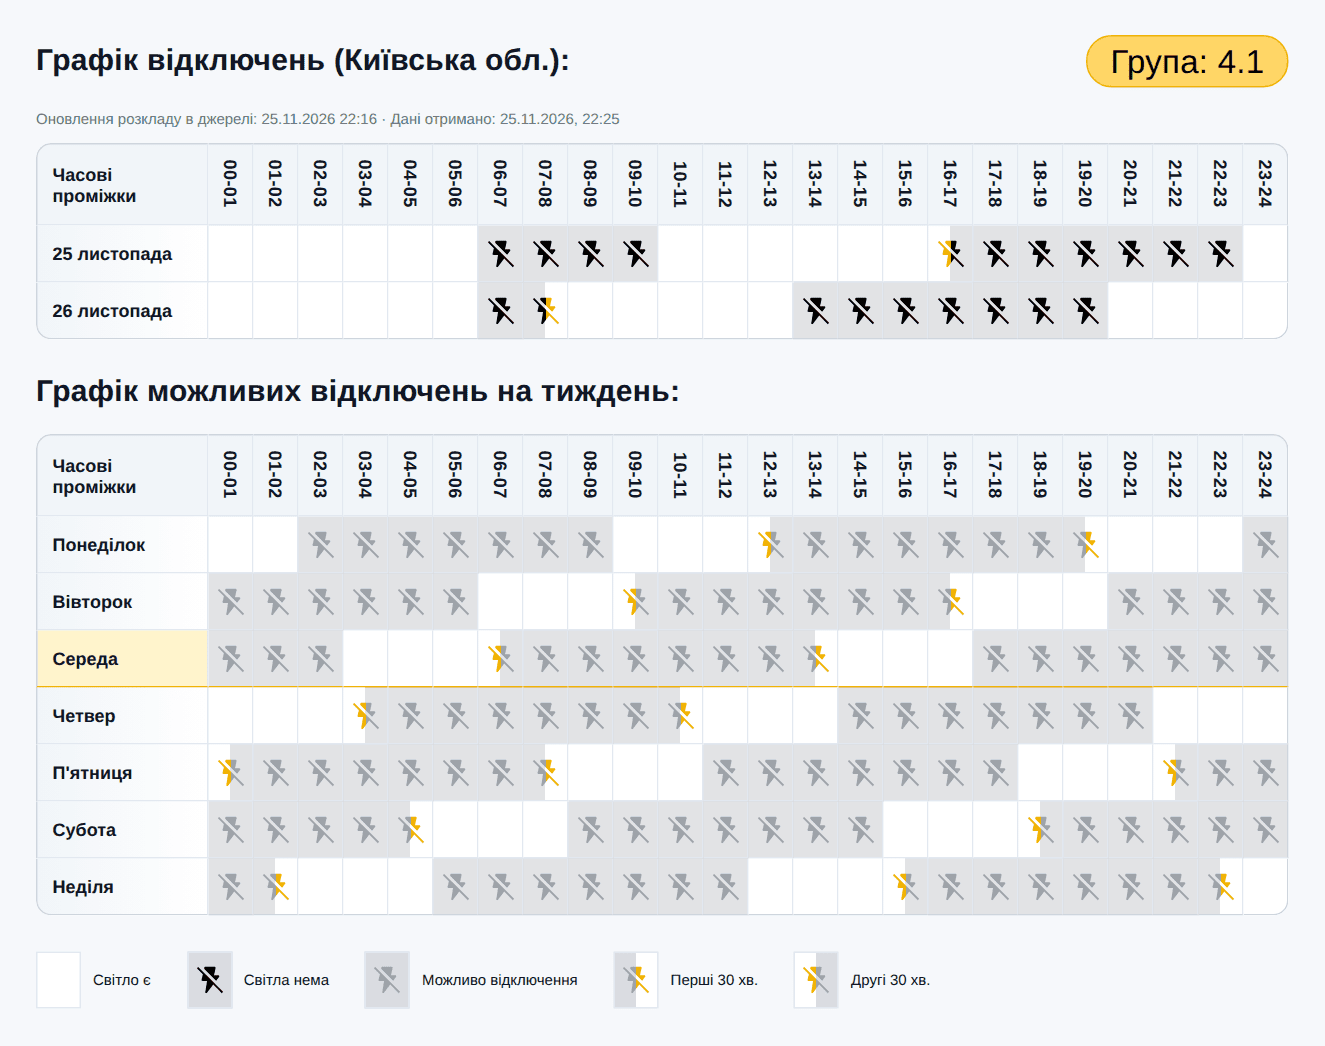 Графік відключень (Київська обл.):
Група: 4.1
Оновлення розкладу в джерелі: 25.11.2026 22:16 · Дані отримано: 25.11.2026, 22:25
Часові проміжки 00-01 01-02 02-03 03-04 04-05 05-06 06-07 07-08 08-09 09-10 10-11 11-12 12-13 13-14 14-15 15-16 16-17 17-18 18-19 19-20 20-21 21-22 22-23 23-24
25 листопада
26 листопада
Графік можливих відключень на тиждень:
Часові проміжки 00-01 01-02 02-03 03-04 04-05 05-06 06-07 07-08 08-09 09-10 10-11 11-12 12-13 13-14 14-15 15-16 16-17 17-18 18-19 19-20 20-21 21-22 22-23 23-24
Понеділок
Вівторок
Середа
Четвер
П'ятниця
Субота
Неділя
Світло є Світла нема Можливо відключення Перші 30 хв. Другі 30 хв.